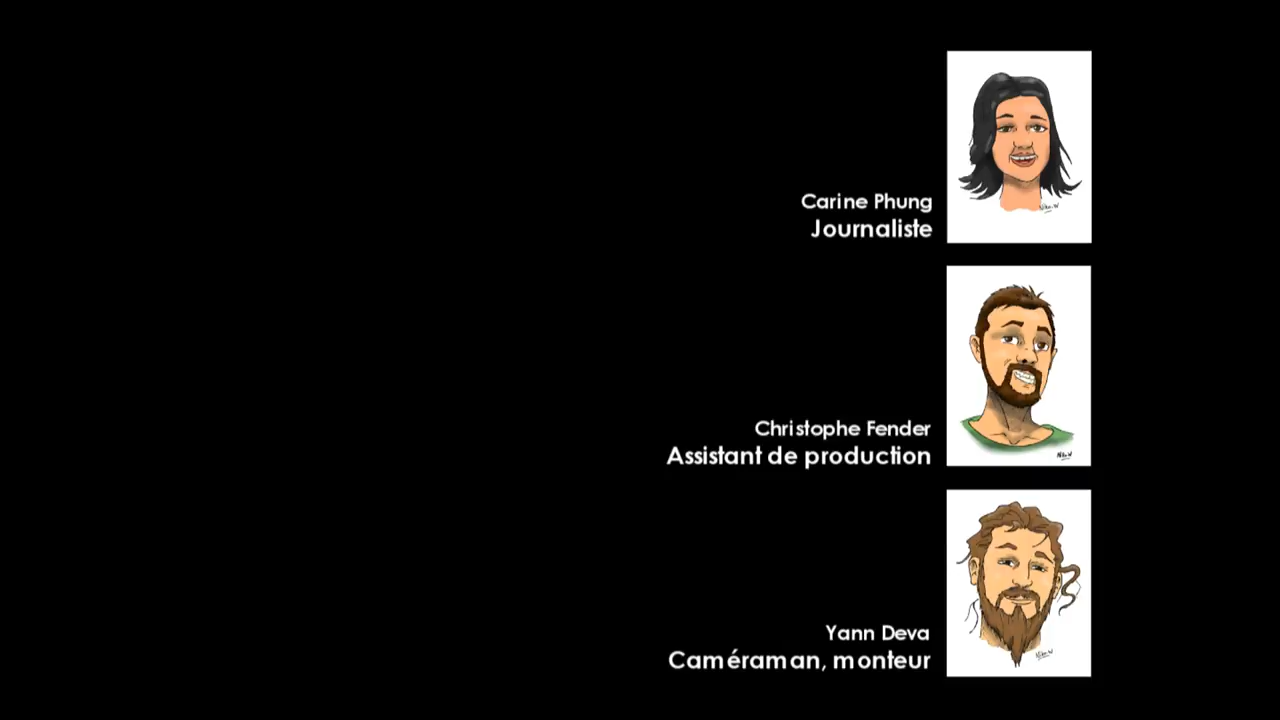 Carine Phung
Journaliste
Christophe Fender
Assistant de production
Yann Deva
Caméraman, monteur